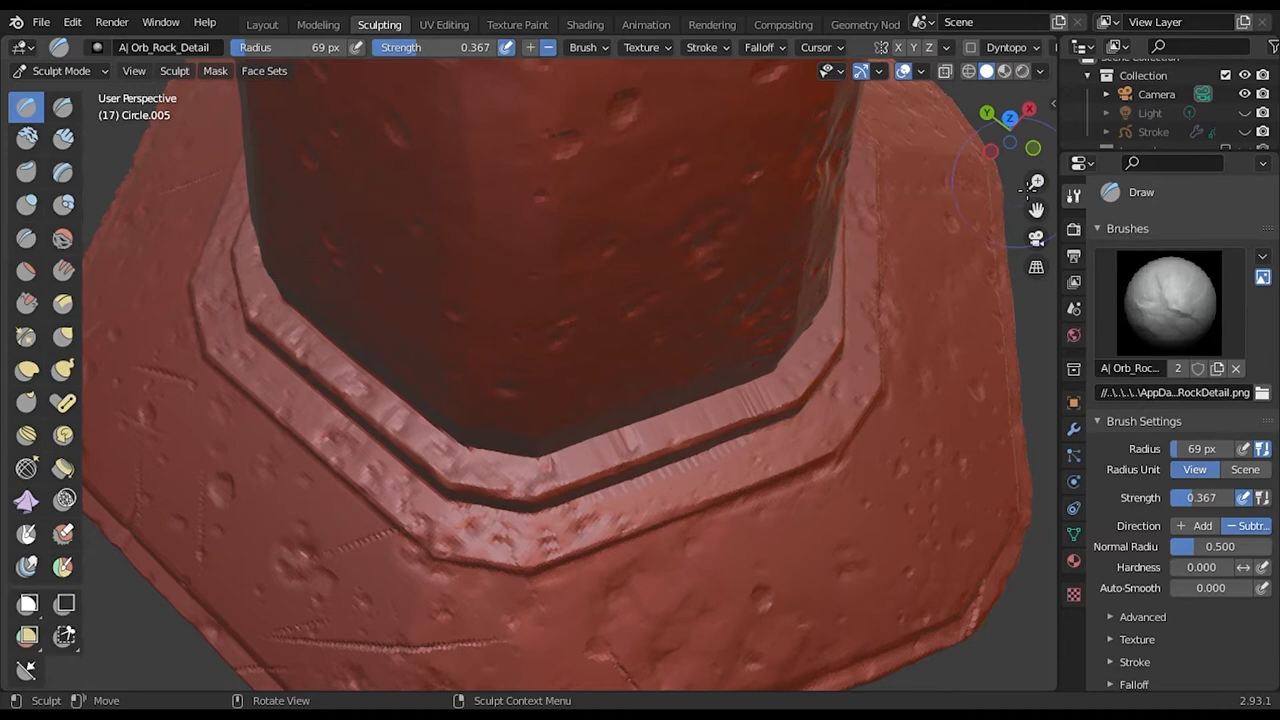 File Edit Render Window Help Layout Modeling Sculpting UV Editing Texture Paint Shading Animation Rendering Compositing Geometry Nod Scene View Layer
A| Orb_Rock_Detail Radius 69 px Strength 0.367 Brush Texture Stroke Falloff Cursor X Y Z Dyntopo
Sculpt Mode View Sculpt Mask Face Sets
User Perspective
(17) Circle.005
Y X Z
Scene Collection
Collection
Camera
Light
Stroke
Draw
Brushes
A| Orb_Roc... 2
//..\..\..\..\AppDa...RockDetail.png
Brush Settings
Radius 69 px
Radius Unit View Scene
Strength 0.367
Direction Add Subtr...
Normal Radiu 0.500
Hardness 0.000
Auto-Smooth 0.000
Advanced
Texture
Stroke
Falloff
Sculpt Move Rotate View Sculpt Context Menu 2.93.1